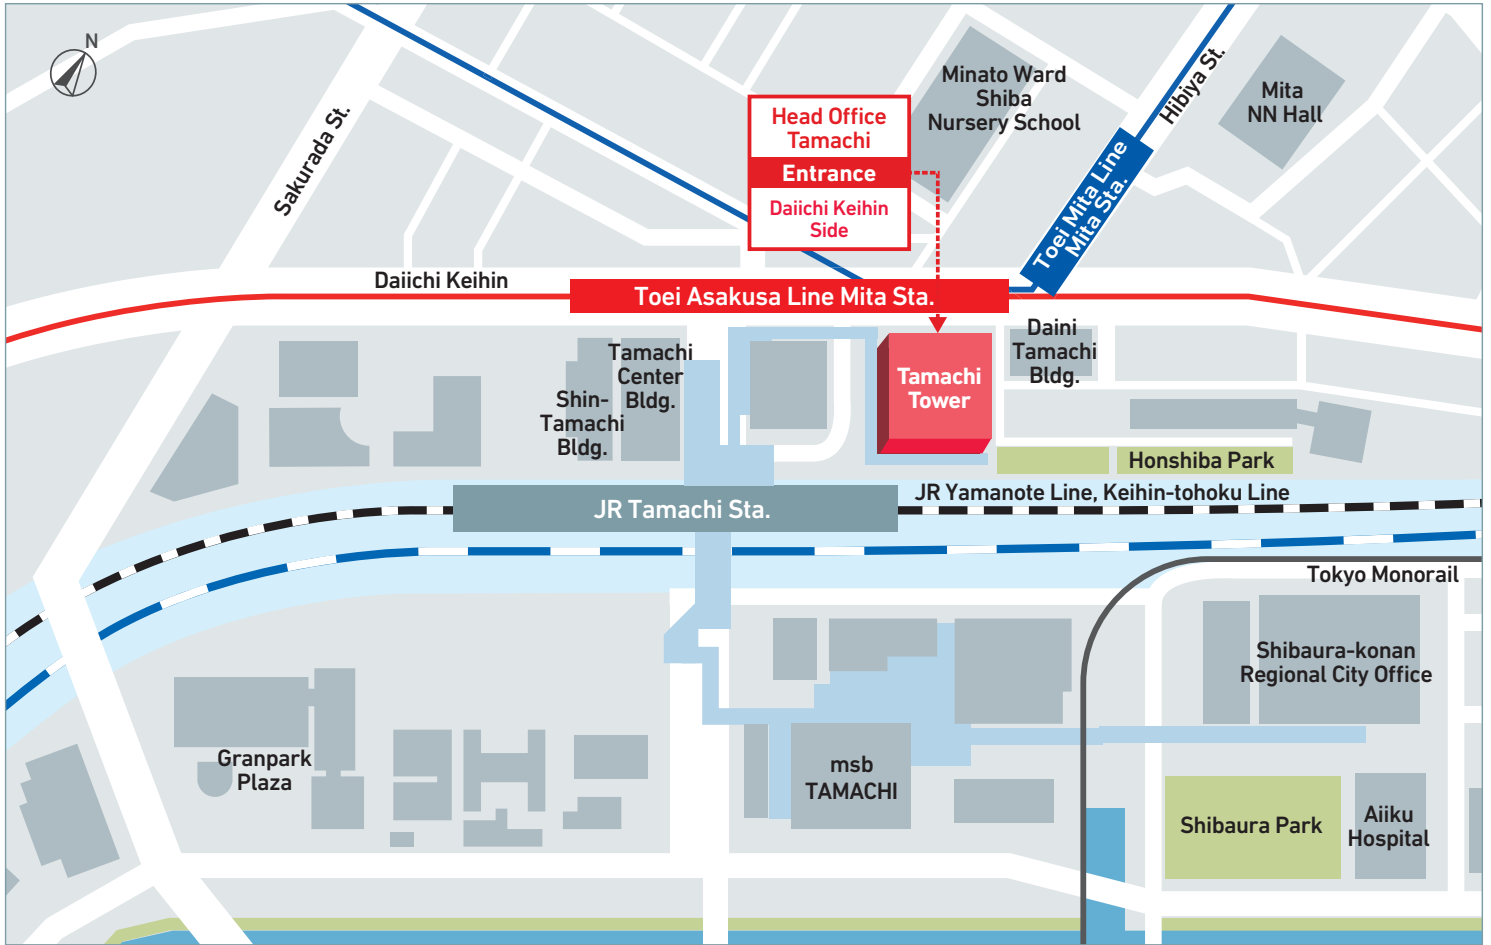 N
Sakurada St.
Head Office
Tamachi
Entrance
Daiichi Keihin
Side
Minato Ward
Shiba
Nursery School
Hibiya St.
Mita
NN Hall
Toei Mita Line
Mita Sta.
Daiichi Keihin
Toei Asakusa Line Mita Sta.
Tamachi
Center
Bldg.
Shin-
Tamachi
Bldg.
Tamachi
Tower
Daini
Tamachi
Bldg.
Honshiba Park
JR Tamachi Sta.
JR Yamanote Line, Keihin-tohoku Line
Tokyo Monorail
Shibaura-konan
Regional City Office
Granpark
Plaza
msb
TAMACHI
Shibaura Park
Aiiku
Hospital